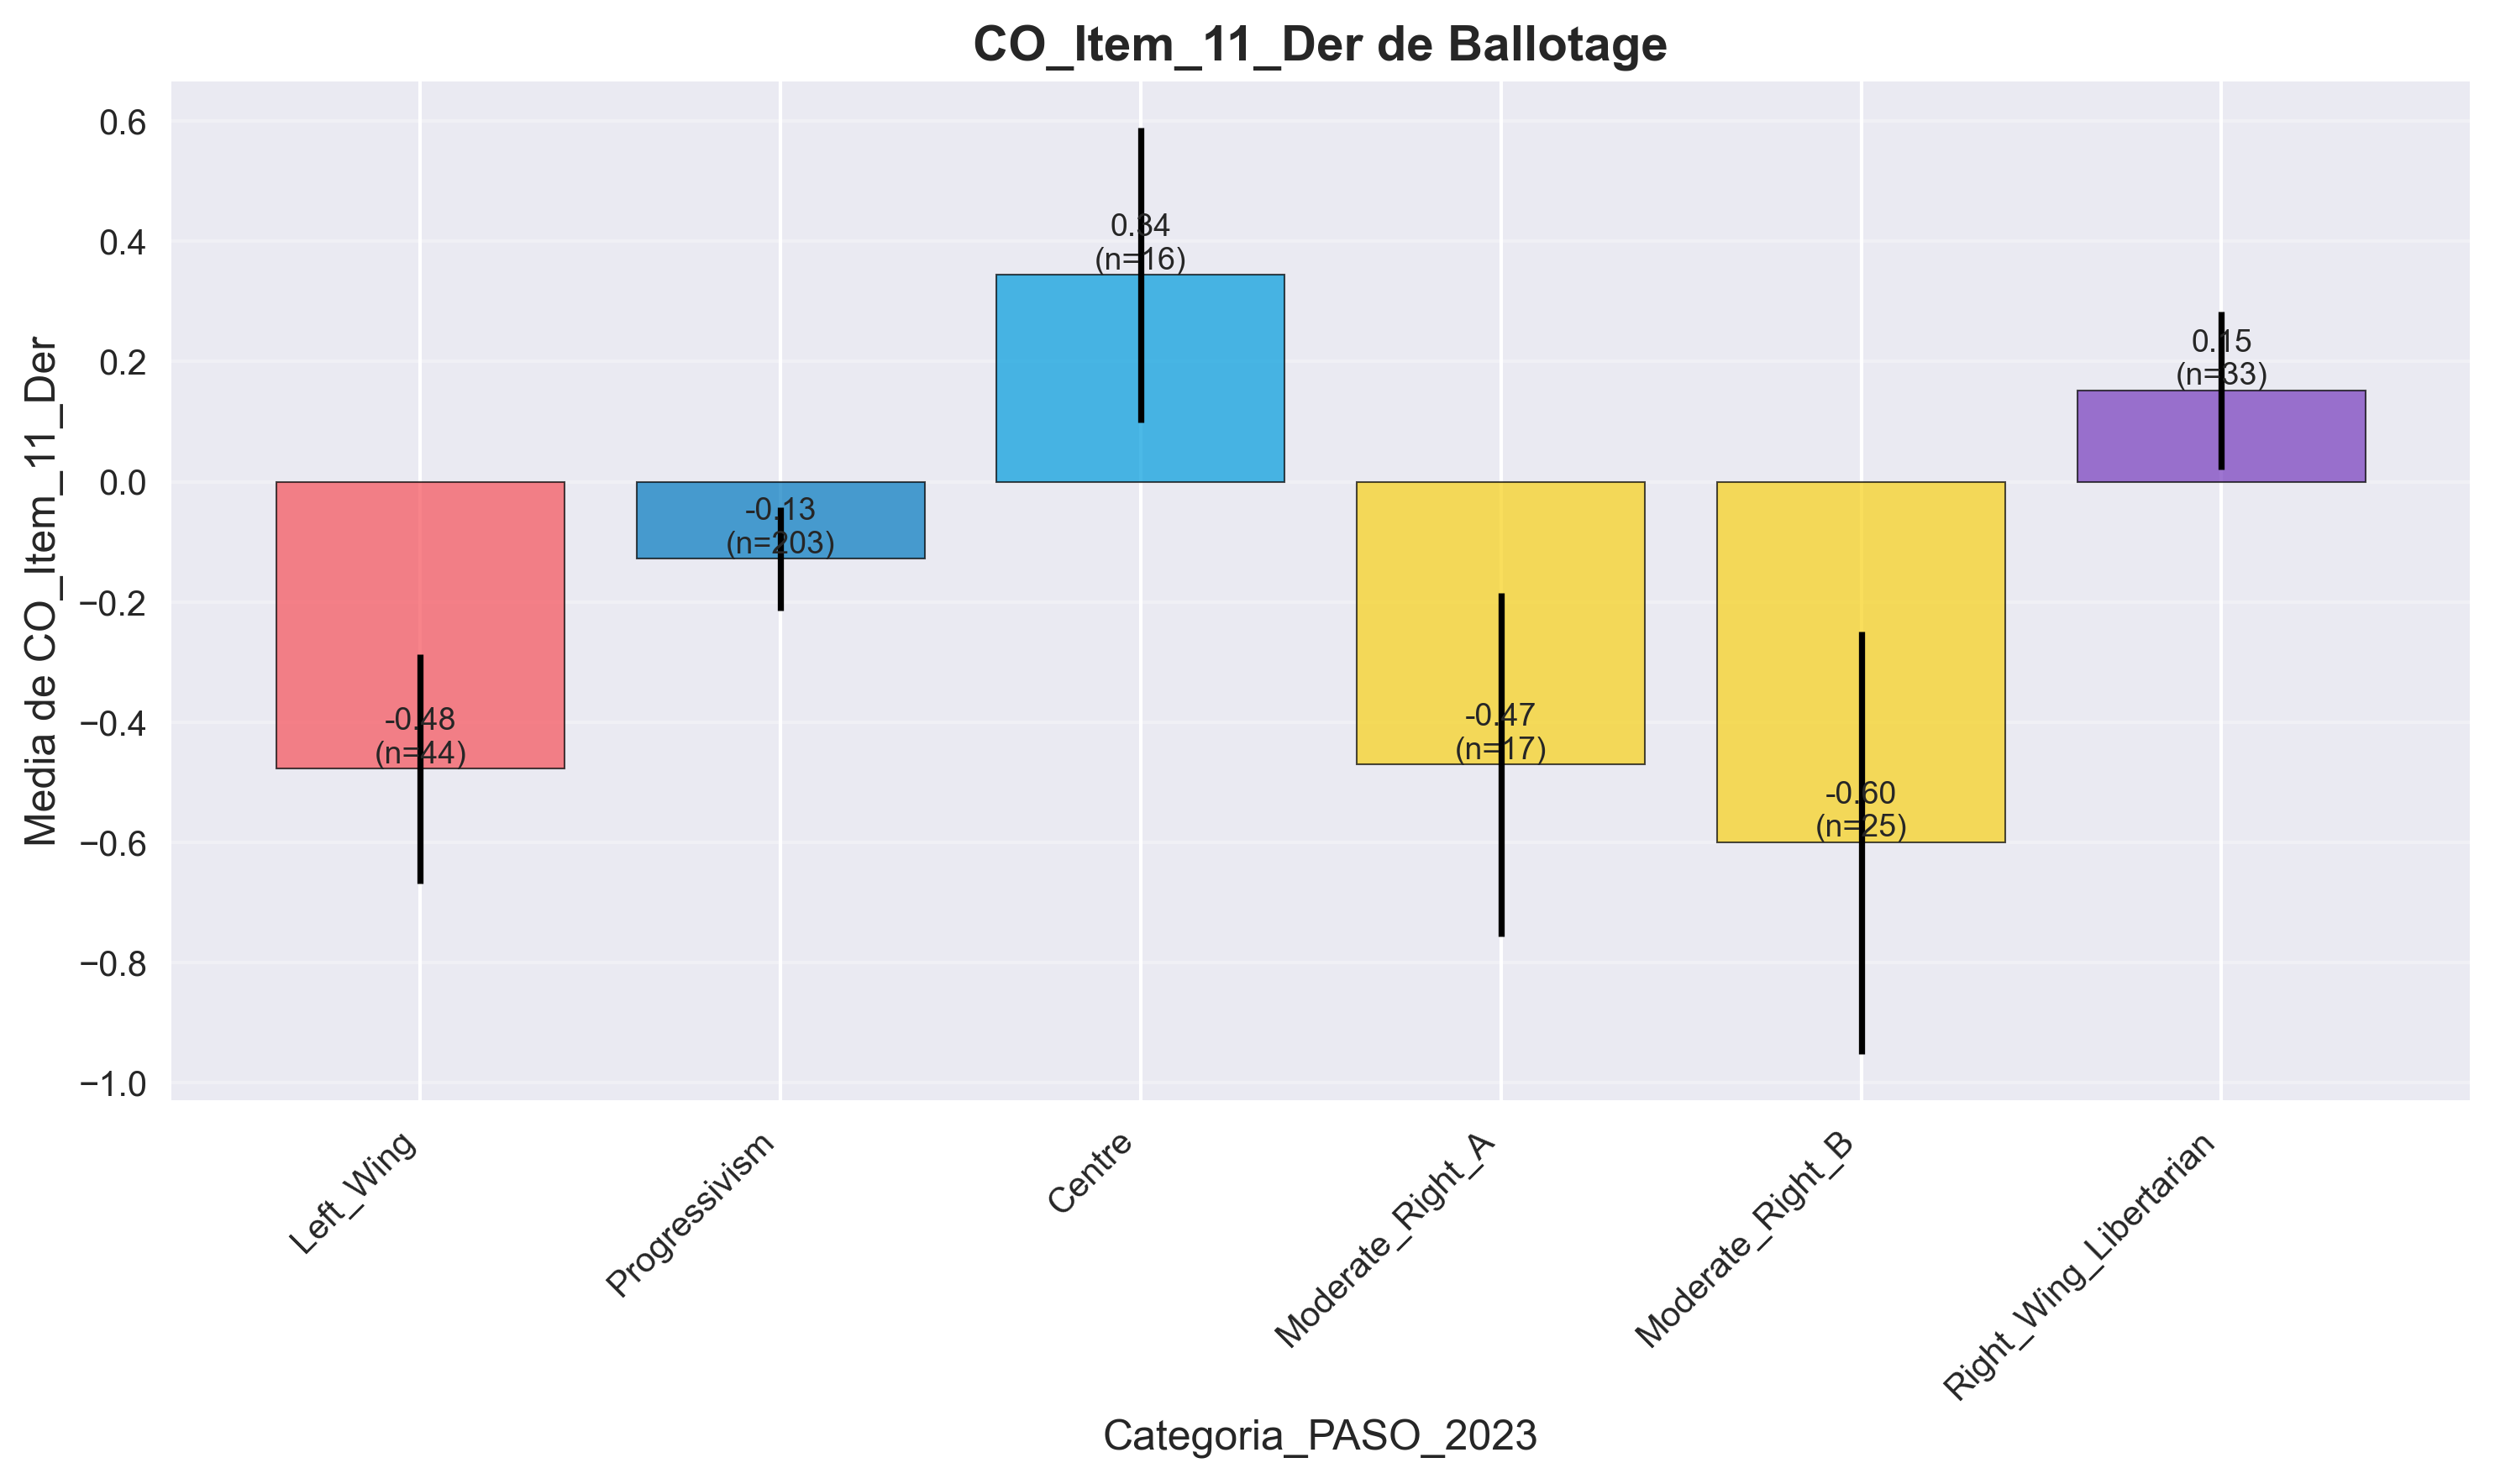 CO_Item_11_Der de Ballotage
Media de CO_Item_11_Der
0.6
0.4
0.2
0.0
−0.2
−0.4
−0.6
−0.8
−1.0
-0.48
(n=44)
-0.13
(n=203)
0.34
(n=16)
-0.47
(n=17)
-0.60
(n=25)
0.15
(n=33)
Left_Wing
Progressivism
Centre
Moderate_Right_A
Moderate_Right_B
Right_Wing_Libertarian
Categoria_PASO_2023